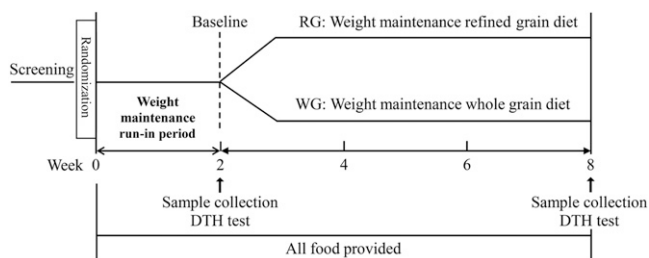 Baseline
RG: Weight maintenance refined grain diet
Screening
Randomization
Weight
maintenance
run-in period
WG: Weight maintenance whole grain diet
Week 0 2 4 6 8
Sample collection
DTH test
Sample collection
DTH test
All food provided